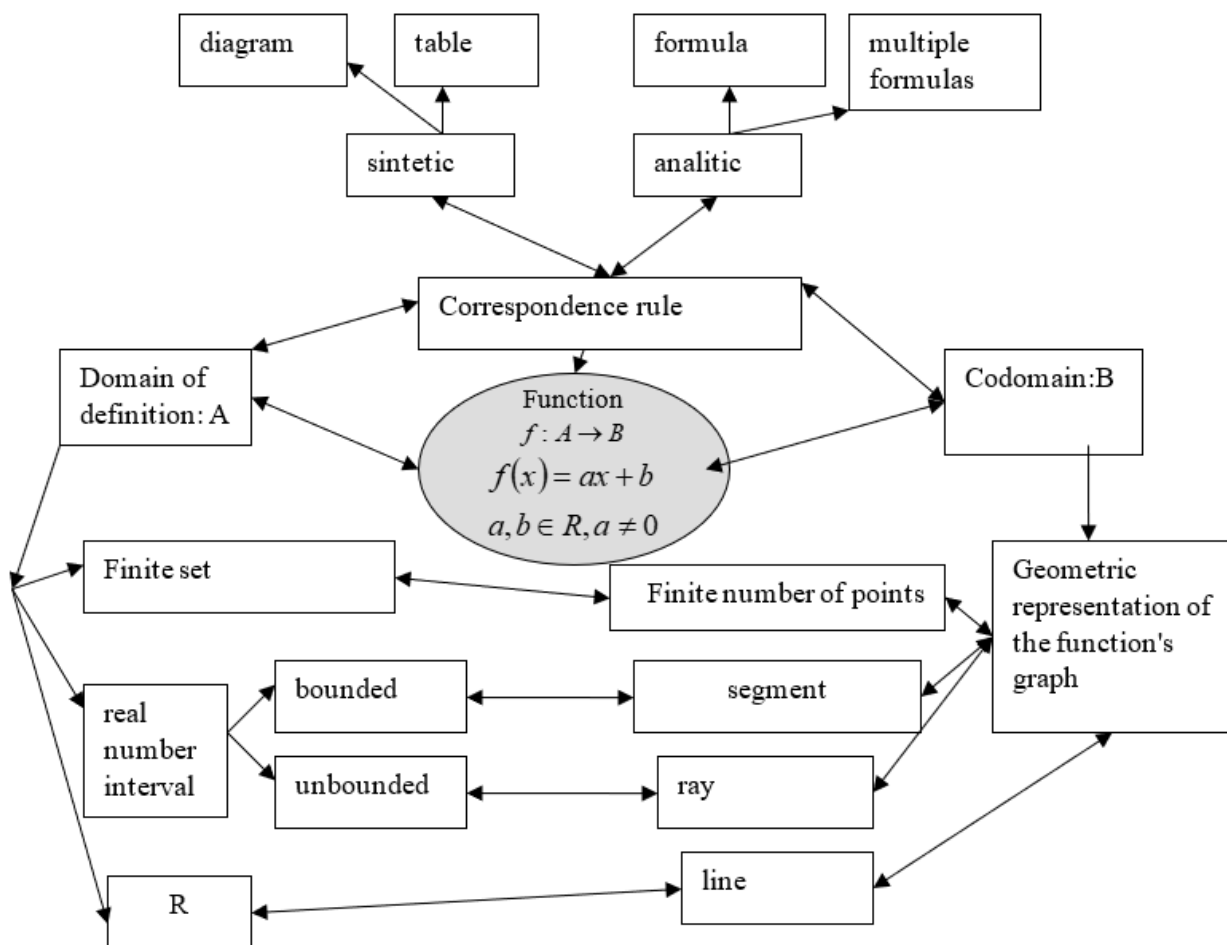 diagram
table
formula
multiple
formulas
sintetic
analitic
Correspondence rule
Domain of
definition: A
Codomain:B
Function
f : A → B
f(x) = ax + b
a, b ∈ R, a ≠ 0
Finite set
Finite number of points
Geometric
representation of
the function's
graph
real
number
interval
bounded
segment
unbounded
ray
R
line